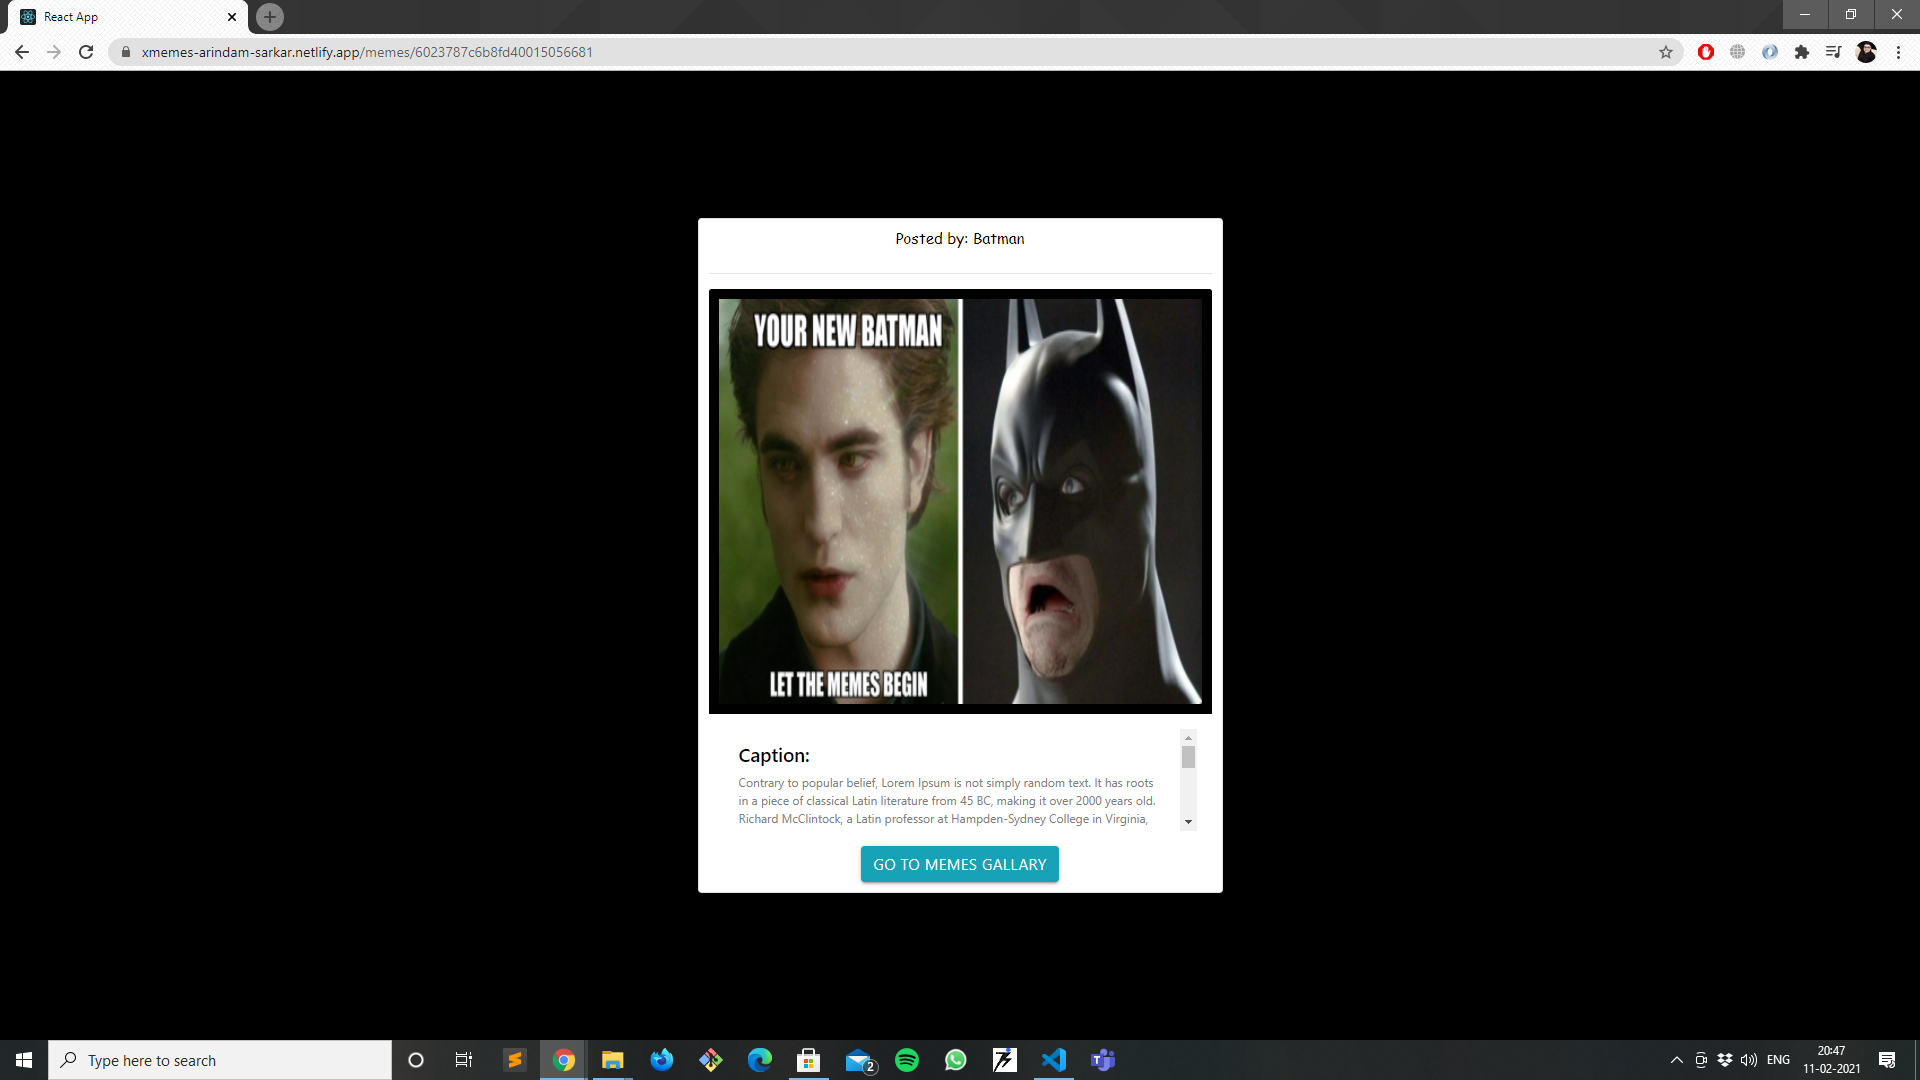 React App
xmemes-arindam-sarkar.netlify.app/memes/6023787c6b8fd40015056681
Posted by: Batman
YOUR NEW BATMAN
LET THE MEMES BEGIN
Caption:
Contrary to popular belief, Lorem Ipsum is not simply random text. It has roots
in a piece of classical Latin literature from 45 BC, making it over 2000 years old.
Richard McClintock, a Latin professor at Hampden-Sydney College in Virginia,
GO TO MEMES GALLARY
Type here to search
2
ENG
20:47
11-02-2021